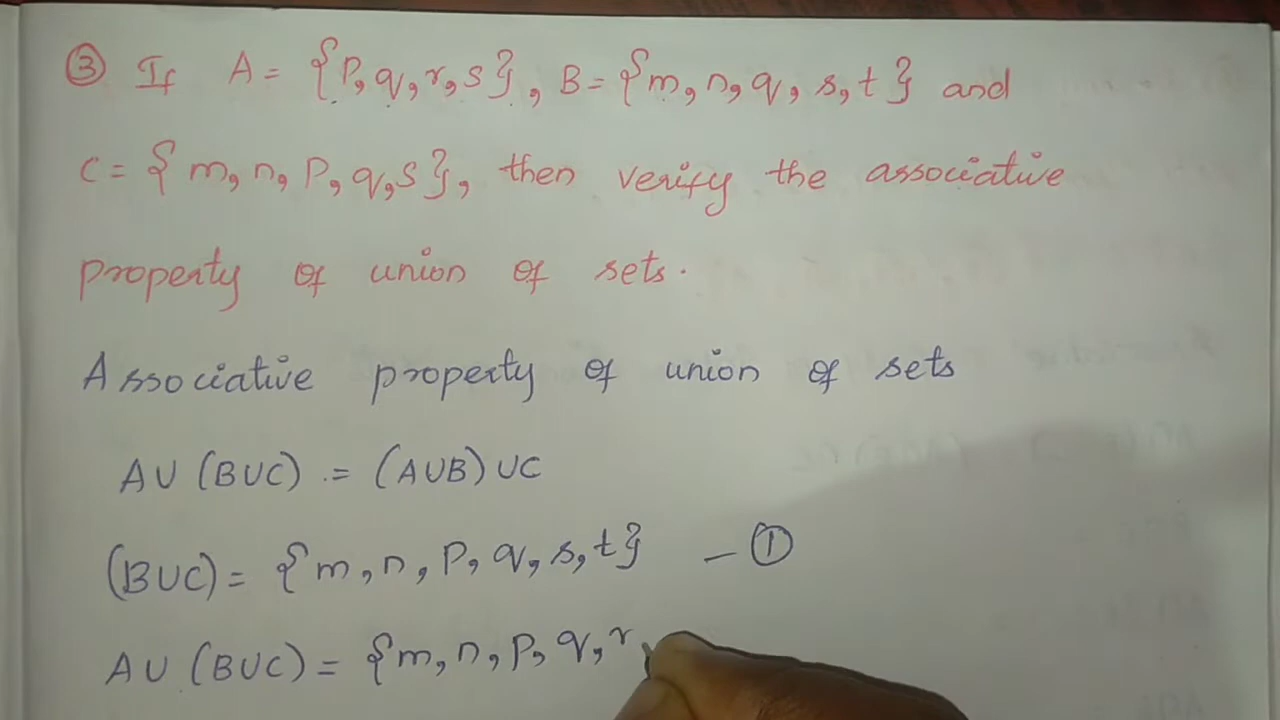 ③ If A = {p, q, r, s}, B = {m, n, q, s, t} and
C = {m, n, p, q, s}, then verify the associative
property of union of sets.
Associative property of union of sets
A∪(B∪C) = (A∪B)∪C
(B∪C) = {m, n, p, q, s, t} — ①
A∪(B∪C) = {m, n, p, q, r,